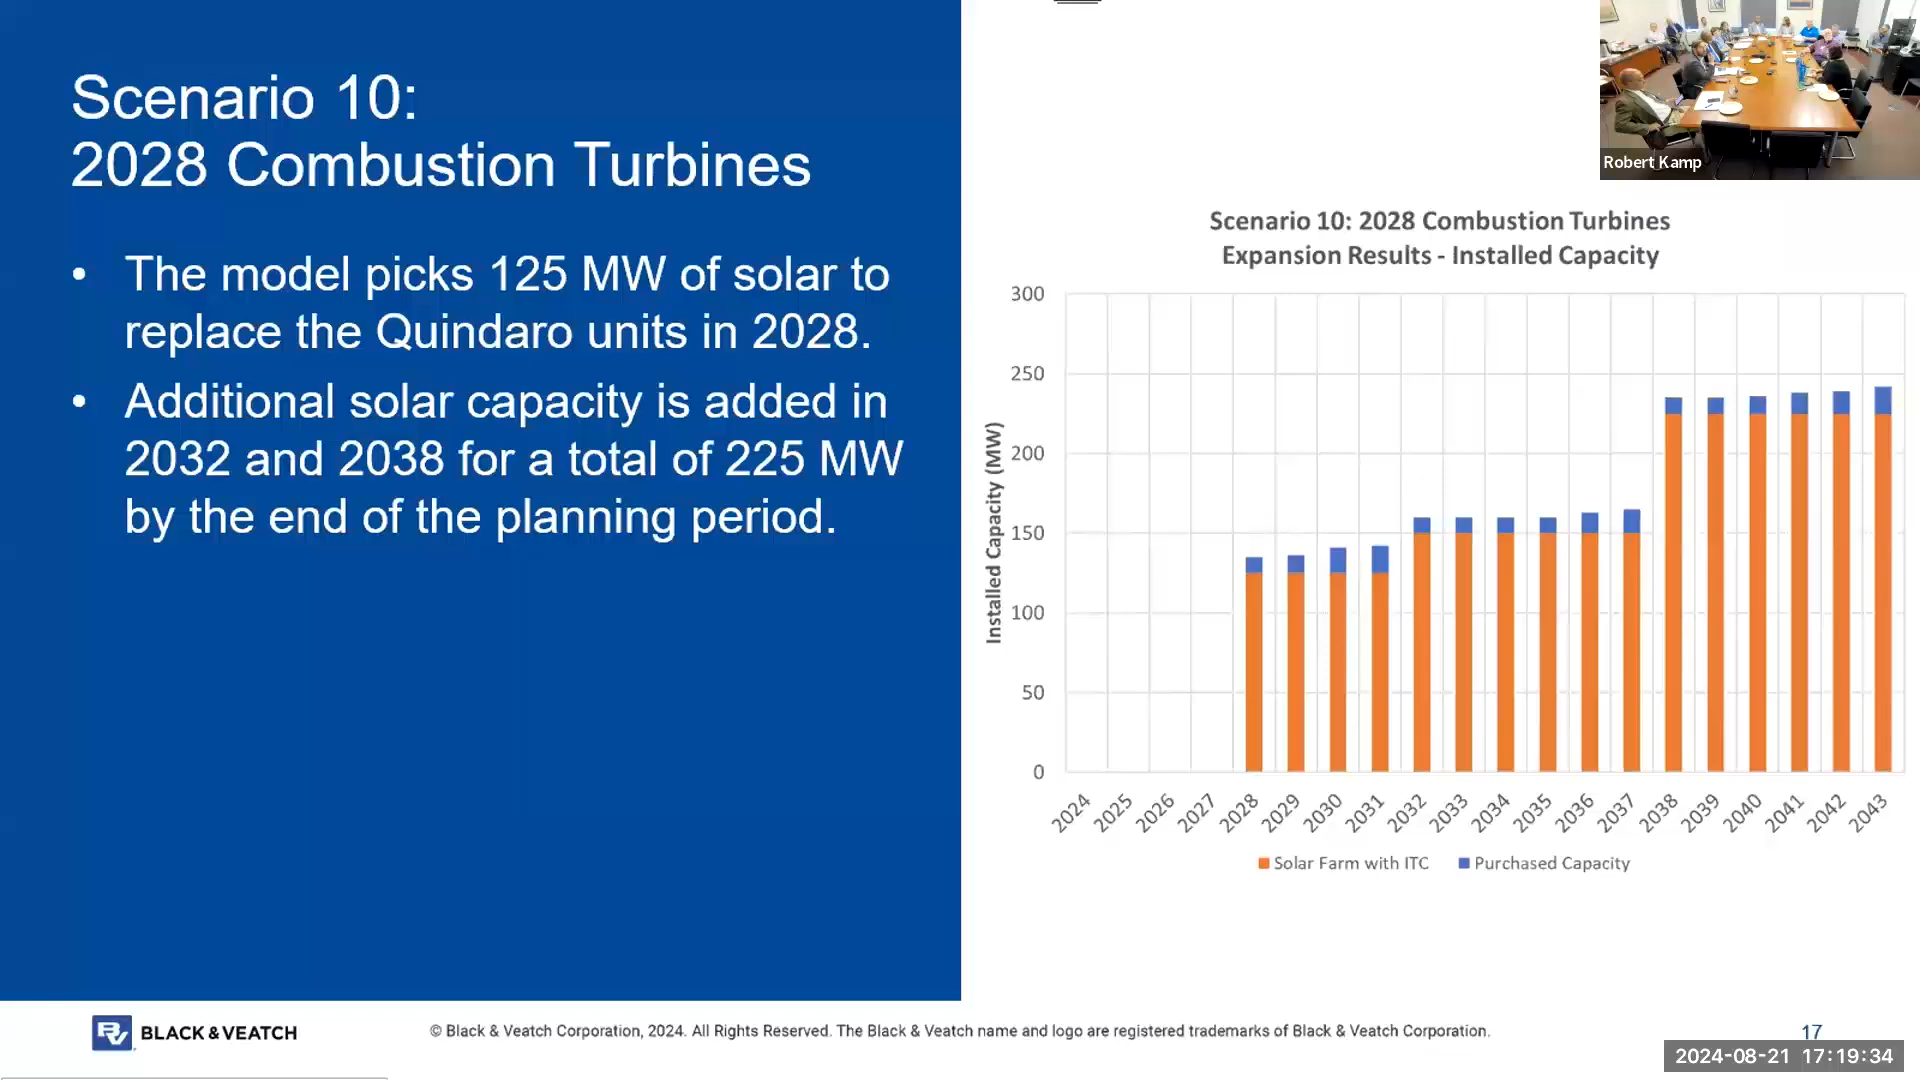 Scenario 10:
2028 Combustion Turbines
• The model picks 125 MW of solar to
replace the Quindaro units in 2028.
• Additional solar capacity is added in
2032 and 2038 for a total of 225 MW
by the end of the planning period.
Robert Kamp
Scenario 10: 2028 Combustion Turbines
Expansion Results - Installed Capacity
Installed Capacity (MW)
300
250
200
150
100
50
0
2024 2025 2026 2027 2028 2029 2030 2031 2032 2033 2034 2035 2036 2037 2038 2039 2040 2041 2042 2043
Solar Farm with ITC Purchased Capacity
BV BLACK & VEATCH
© Black & Veatch Corporation, 2024. All Rights Reserved. The Black & Veatch name and logo are registered trademarks of Black & Veatch Corporation.
17
2024-08-21 17:19:34